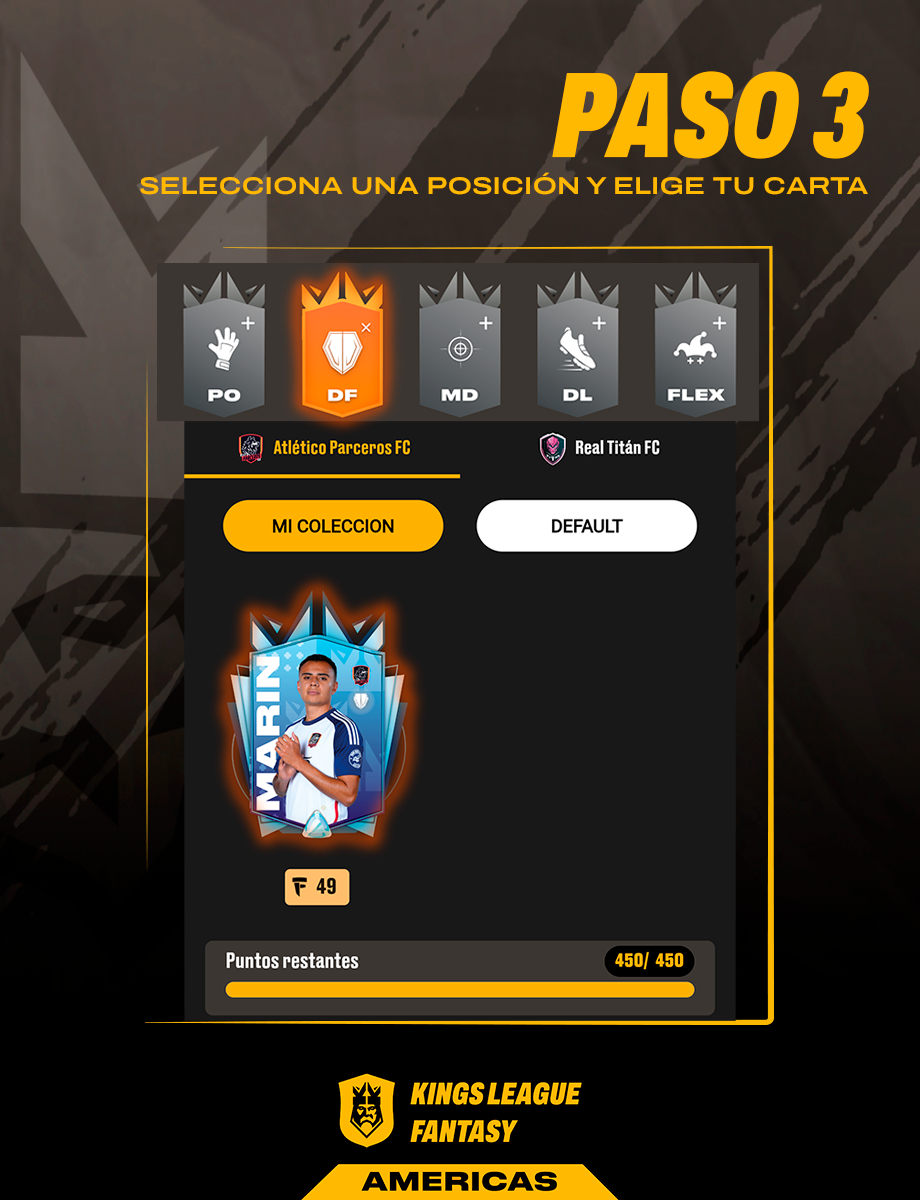 PASO 3
SELECCIONA UNA POSICIÓN Y ELIGE TU CARTA
PO
DF
MD
DL
FLEX
Atlético Parceros FC
Real Titán FC
MI COLECCION
DEFAULT
MARIN
49
Puntos restantes
450/ 450
KINGS LEAGUE
FANTASY
AMERICAS